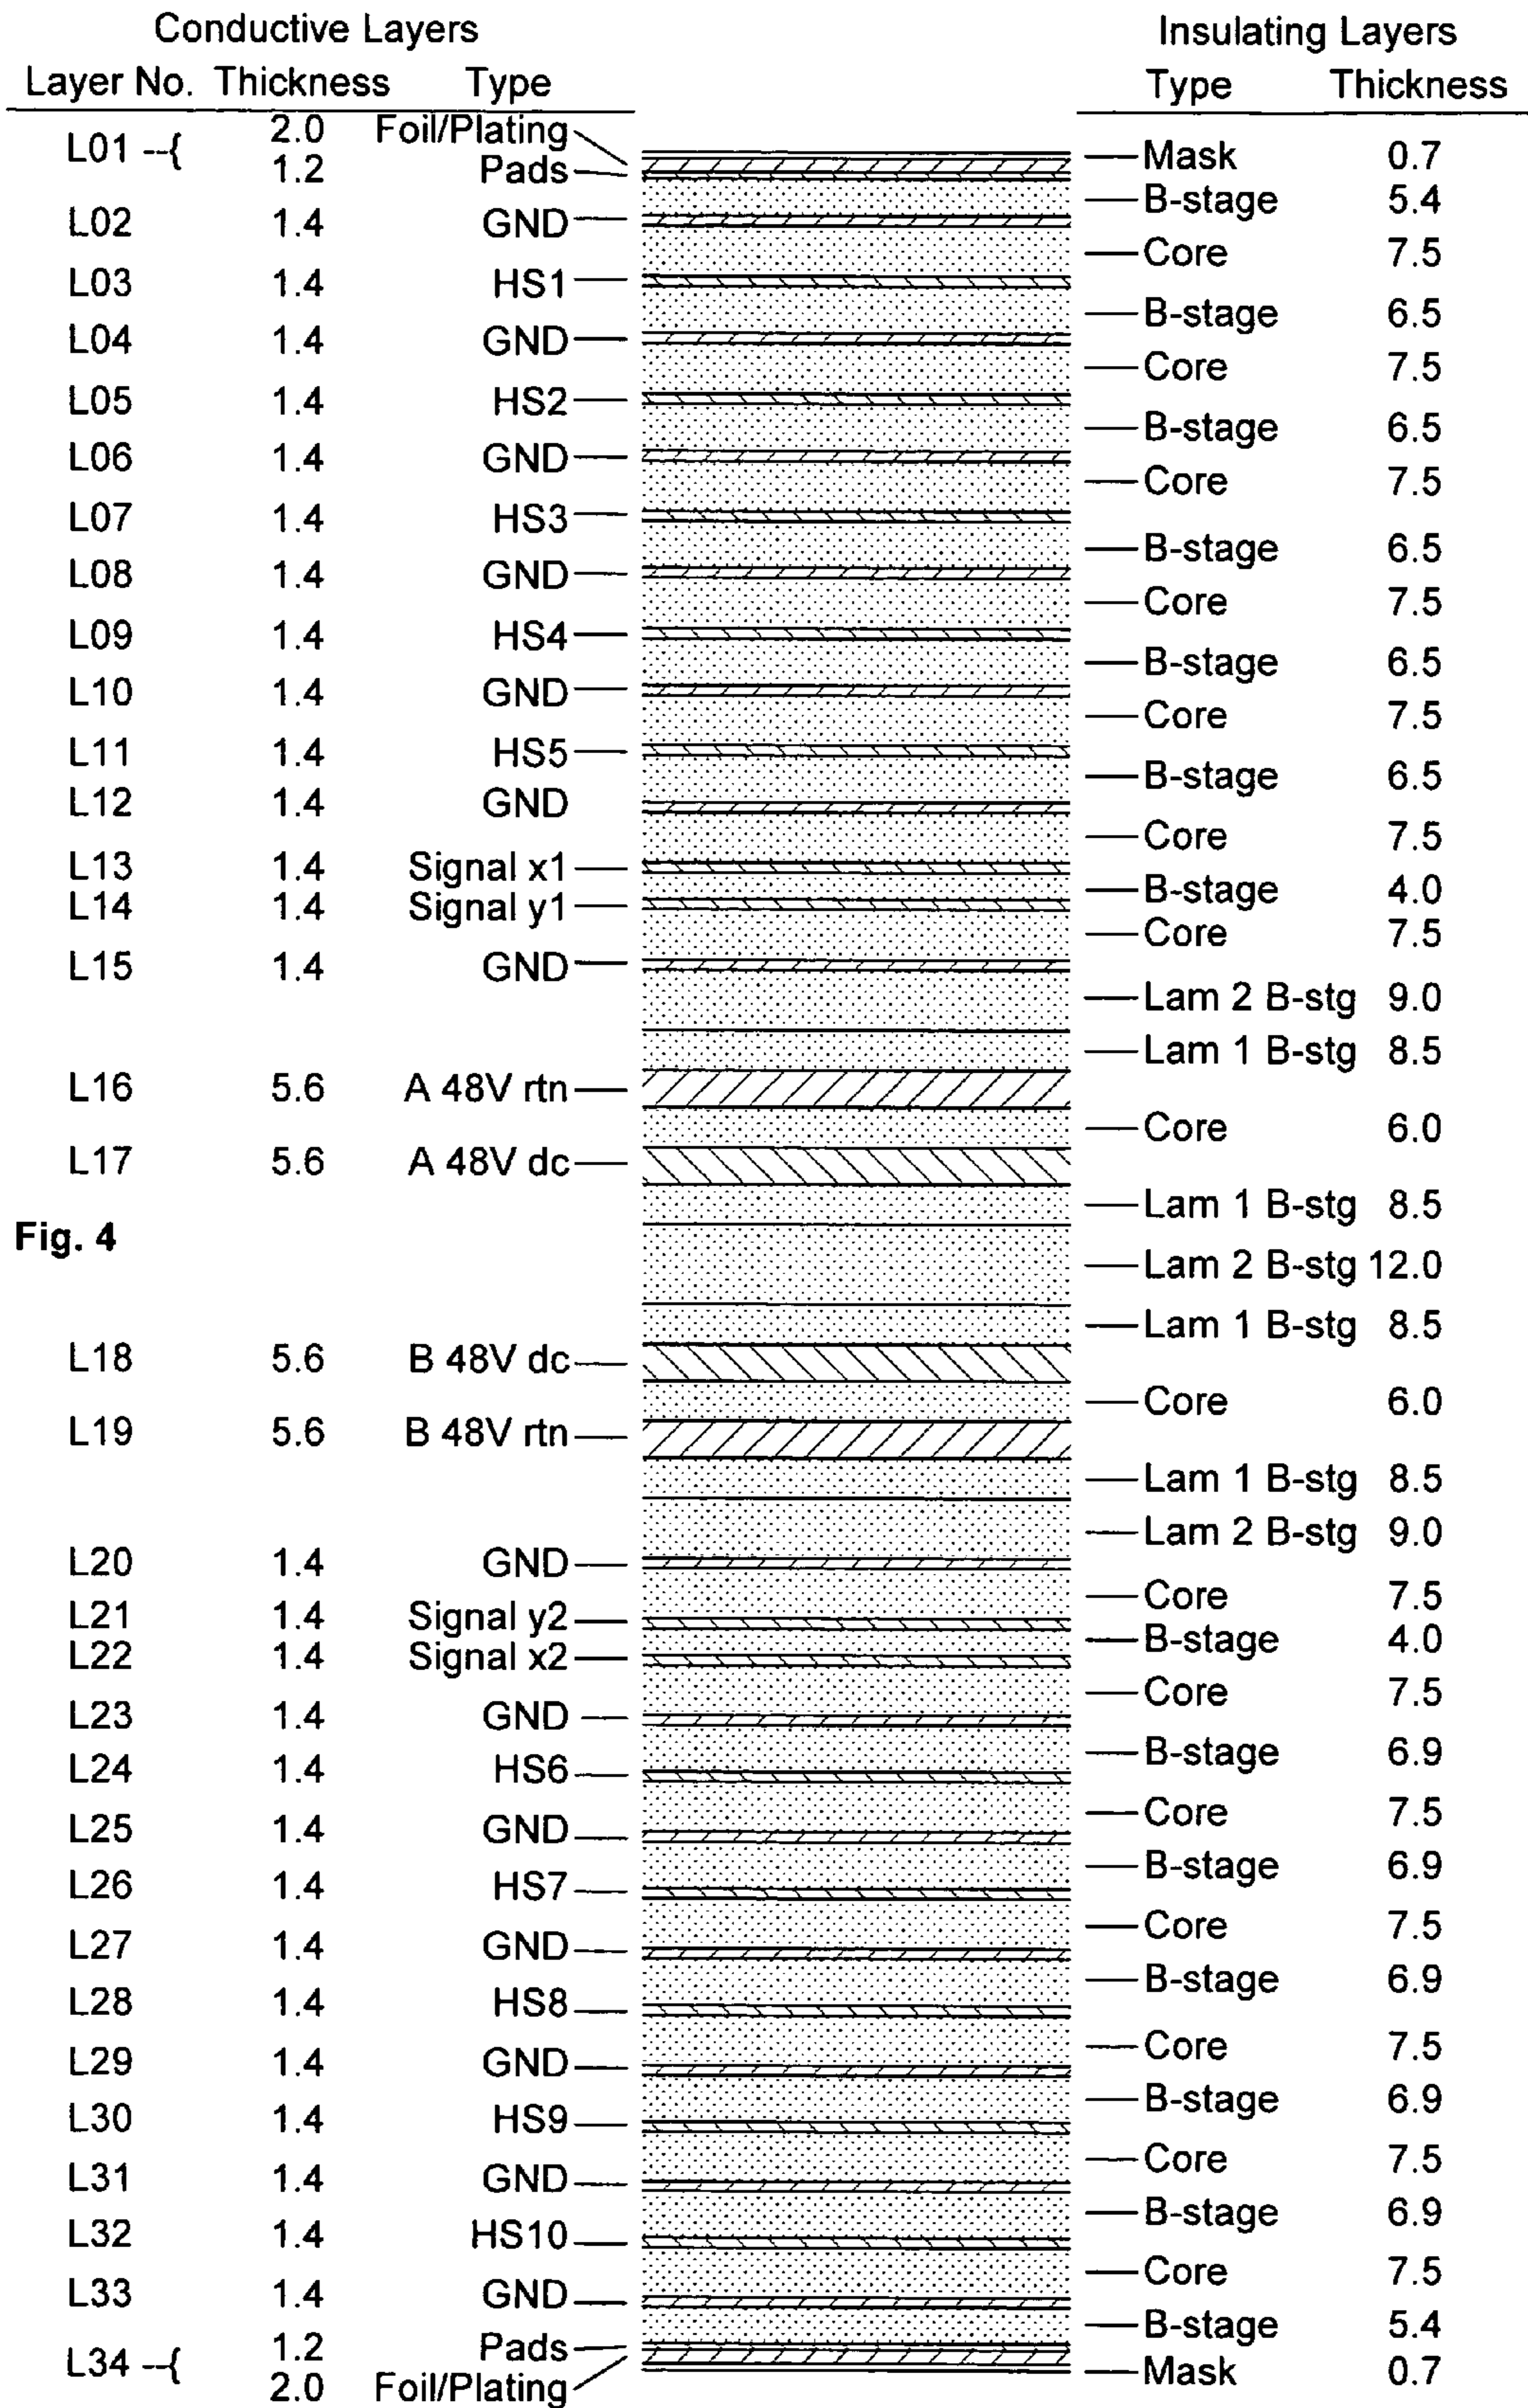 Conductive Layers Insulating Layers
Layer No. Thickness Type Type Thickness
2.0 Foil/Plating
L01 --{ Mask 0.7
1.2 Pads
B-stage 5.4
L02 1.4 GND
Core 7.5
L03 1.4 HS1
B-stage 6.5
L04 1.4 GND
Core 7.5
L05 1.4 HS2
B-stage 6.5
L06 1.4 GND
Core 7.5
L07 1.4 HS3
B-stage 6.5
L08 1.4 GND
Core 7.5
L09 1.4 HS4
B-stage 6.5
L10 1.4 GND
Core 7.5
L11 1.4 HS5
B-stage 6.5
L12 1.4 GND
Core 7.5
L13 1.4 Signal x1
B-stage 4.0
L14 1.4 Signal y1
Core 7.5
L15 1.4 GND
Lam 2 B-stg 9.0
Lam 1 B-stg 8.5
L16 5.6 A 48V rtn
Core 6.0
L17 5.6 A 48V dc
Lam 1 B-stg 8.5
Fig. 4
Lam 2 B-stg 12.0
Lam 1 B-stg 8.5
L18 5.6 B 48V dc
Core 6.0
L19 5.6 B 48V rtn
Lam 1 B-stg 8.5
Lam 2 B-stg 9.0
L20 1.4 GND
Core 7.5
L21 1.4 Signal y2
B-stage 4.0
L22 1.4 Signal x2
Core 7.5
L23 1.4 GND
B-stage 6.9
L24 1.4 HS6
Core 7.5
L25 1.4 GND
B-stage 6.9
L26 1.4 HS7
Core 7.5
L27 1.4 GND
B-stage 6.9
L28 1.4 HS8
Core 7.5
L29 1.4 GND
B-stage 6.9
L30 1.4 HS9
Core 7.5
L31 1.4 GND
B-stage 6.9
L32 1.4 HS10
Core 7.5
L33 1.4 GND
B-stage 5.4
1.2 Pads
L34 --{ Mask 0.7
2.0 Foil/Plating